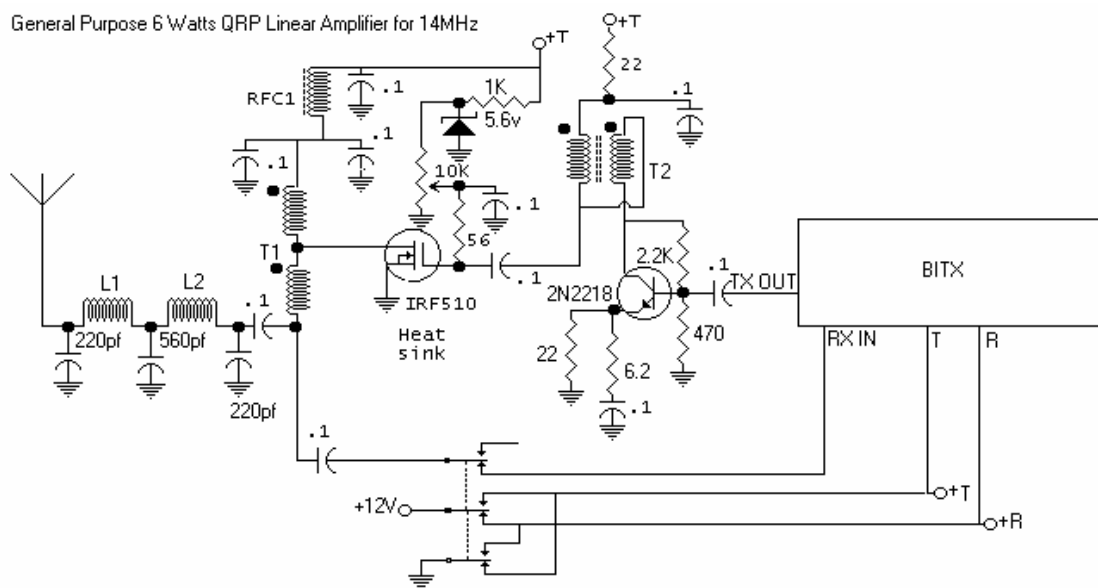 General Purpose 6 Watts QRP Linear Amplifier for 14MHz
+T
+T
22
RFC1
.1
1K
5.6v
.1
.1
.1
10K
.1
T2
T1
56
.1
IRF510
Heat
sink
2.2K
2N2218
.1
TX OUT
BITX
L1
L2
.1
220pf
560pf
220pf
22
6.2
470
.1
RX IN
T
R
.1
+12V
+T
+R